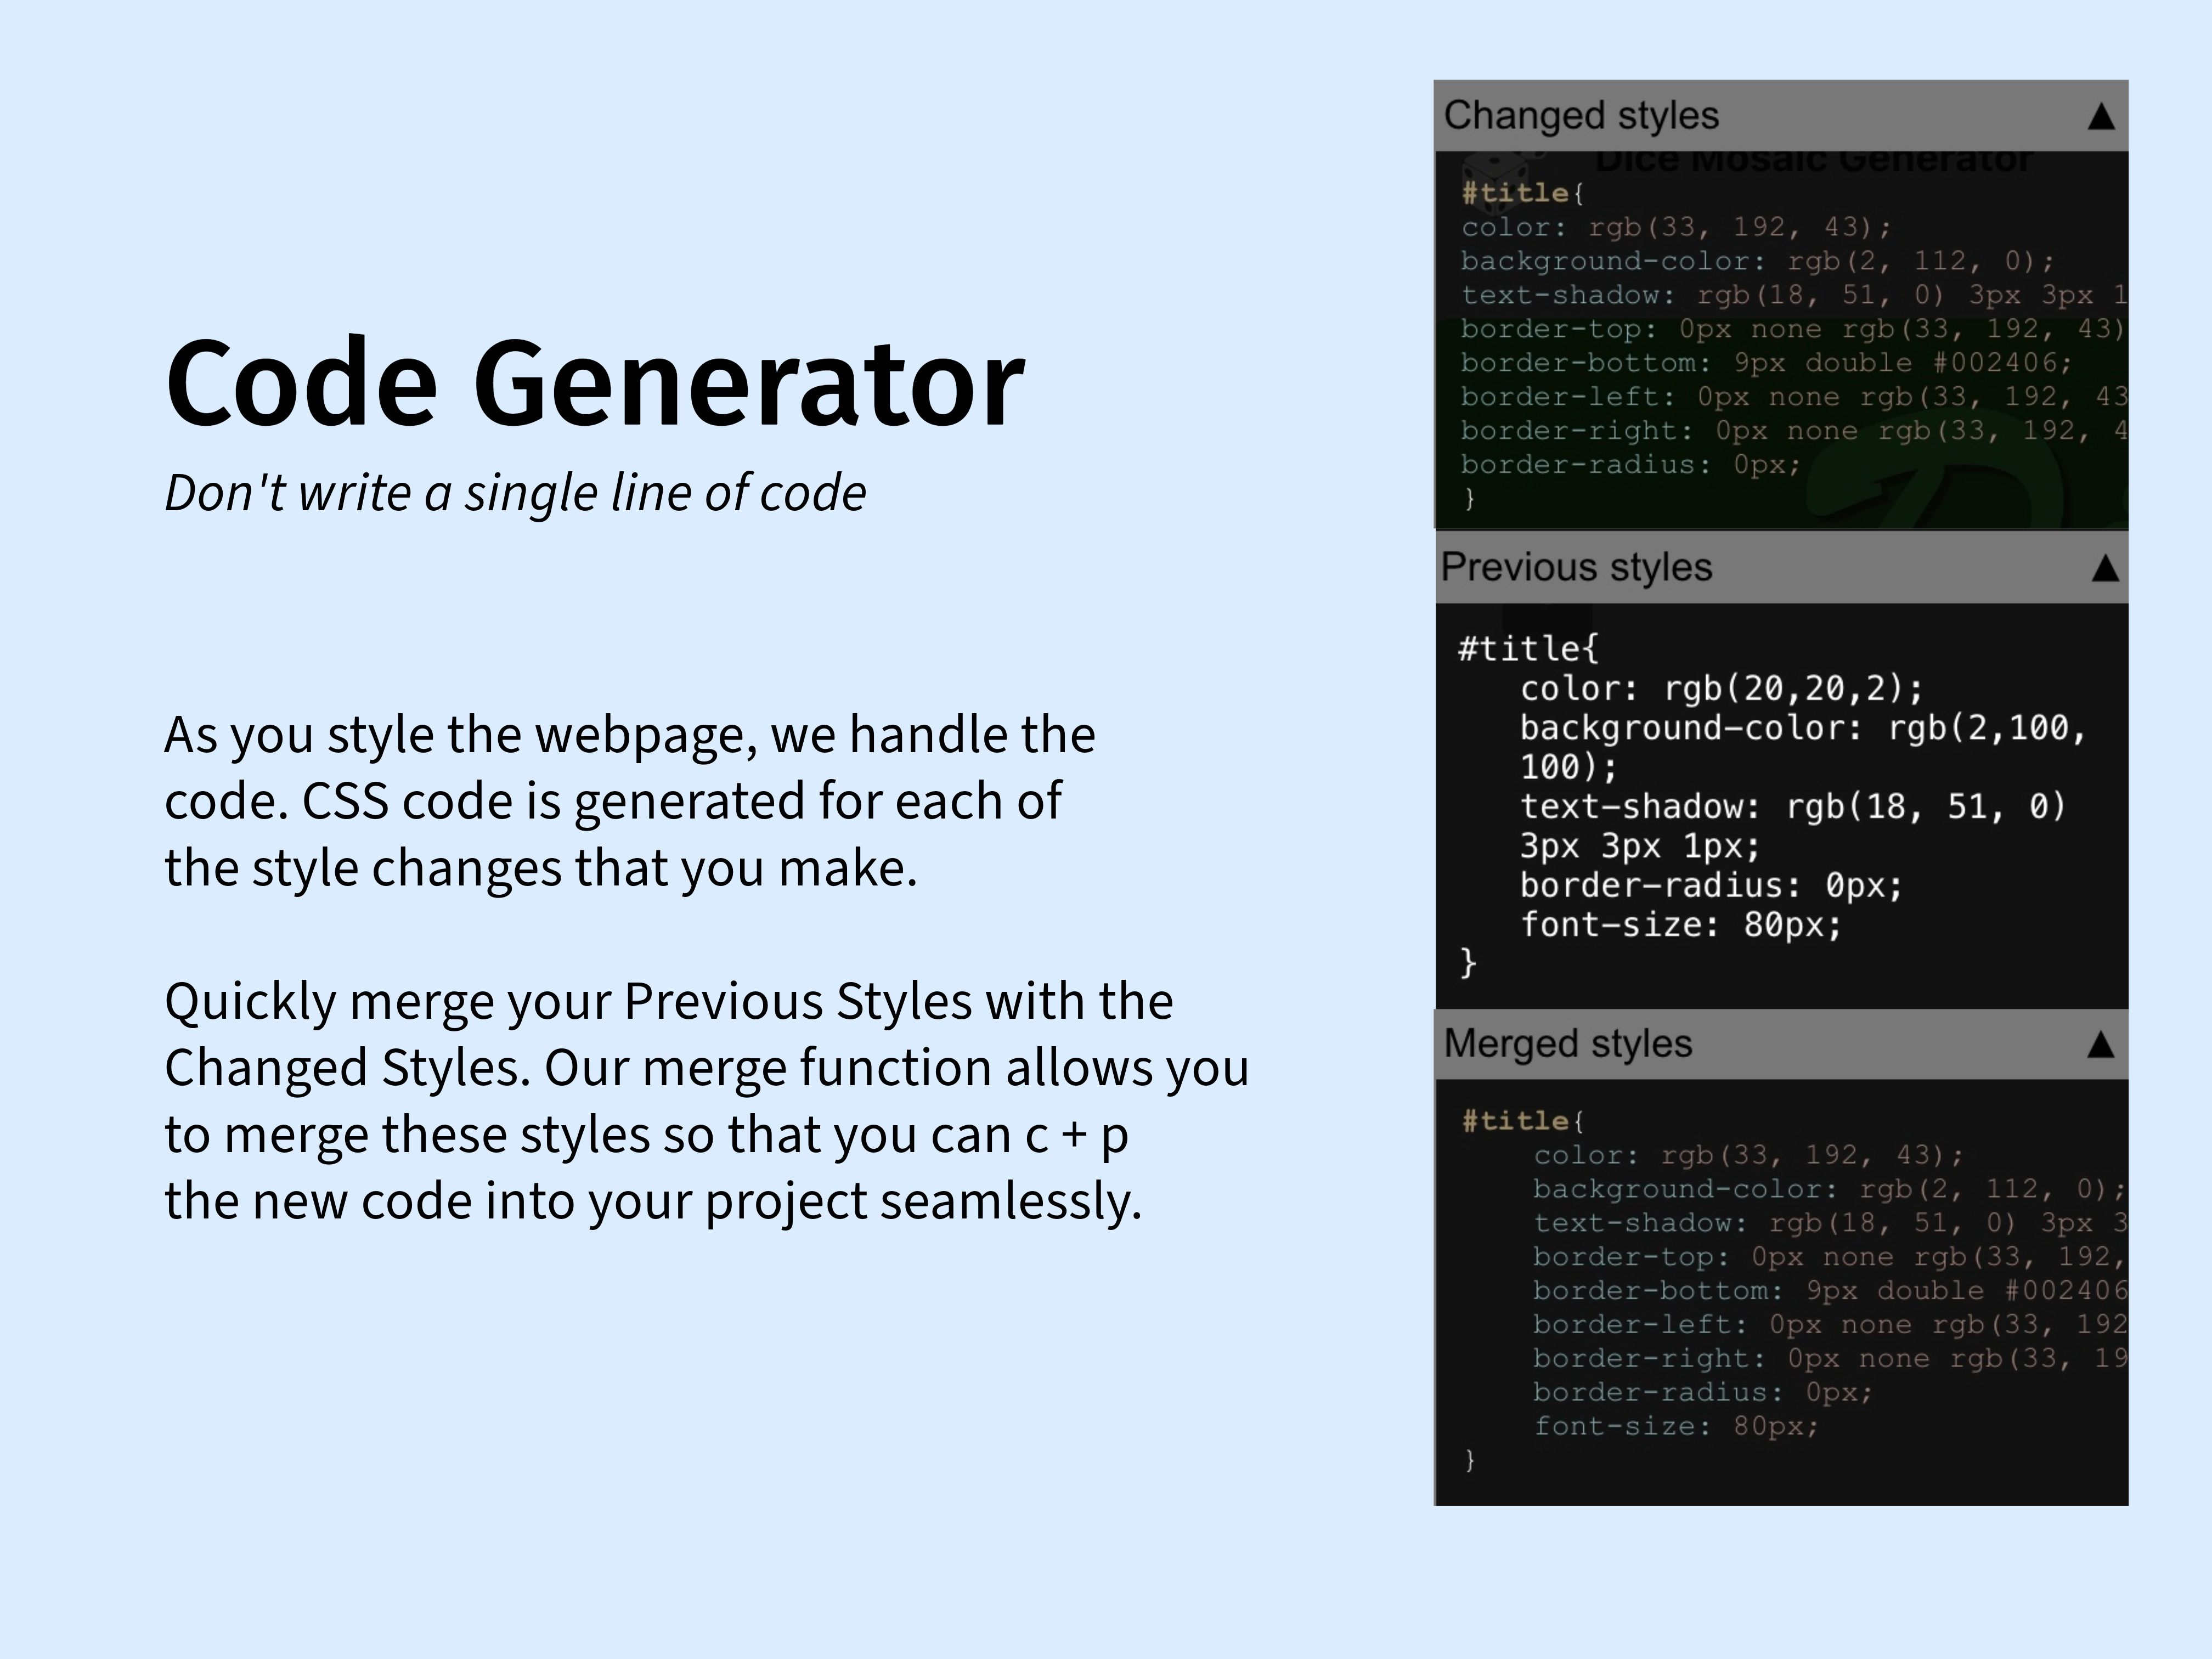 Code Generator
Don't write a single line of code
As you style the webpage, we handle the
code. CSS code is generated for each of
the style changes that you make.
Quickly merge your Previous Styles with the
Changed Styles. Our merge function allows you
to merge these styles so that you can c + p
the new code into your project seamlessly.
Changed styles ▲
Dice Mosaic Generator
#title{
color: rgb(33, 192, 43);
background-color: rgb(2, 112, 0);
text-shadow: rgb(18, 51, 0) 3px 3px 1
border-top: 0px none rgb(33, 192, 43)
border-bottom: 9px double #002406;
border-left: 0px none rgb(33, 192, 43
border-right: 0px none rgb(33, 192, 4
border-radius: 0px;
}
Previous styles ▲
#title{
color: rgb(20,20,2);
background-color: rgb(2,100,
100);
text-shadow: rgb(18, 51, 0)
3px 3px 1px;
border-radius: 0px;
font-size: 80px;
}
Merged styles ▲
#title{
color: rgb(33, 192, 43);
background-color: rgb(2, 112, 0);
text-shadow: rgb(18, 51, 0) 3px 3
border-top: 0px none rgb(33, 192,
border-bottom: 9px double #002406
border-left: 0px none rgb(33, 192
border-right: 0px none rgb(33, 19
border-radius: 0px;
font-size: 80px;
}